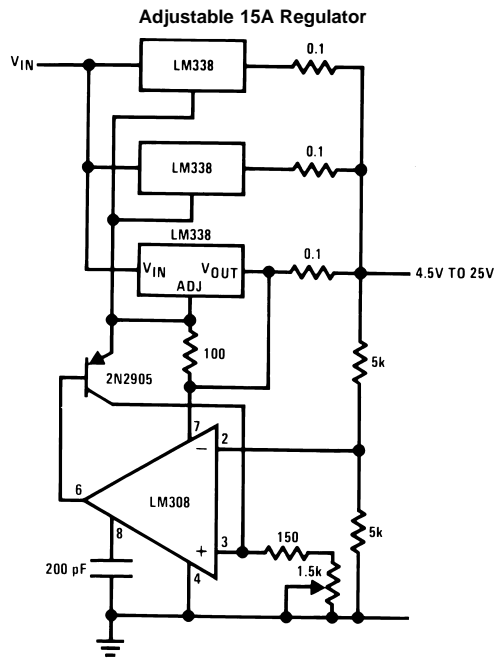 Adjustable 15A Regulator
VIN
LM338
0.1
LM338
0.1
LM338
VIN
VOUT
ADJ
0.1
4.5V TO 25V
100
5k
2N2905
7
2
−
6
LM308
8
+
3
4
150
5k
200 pF
1.5k